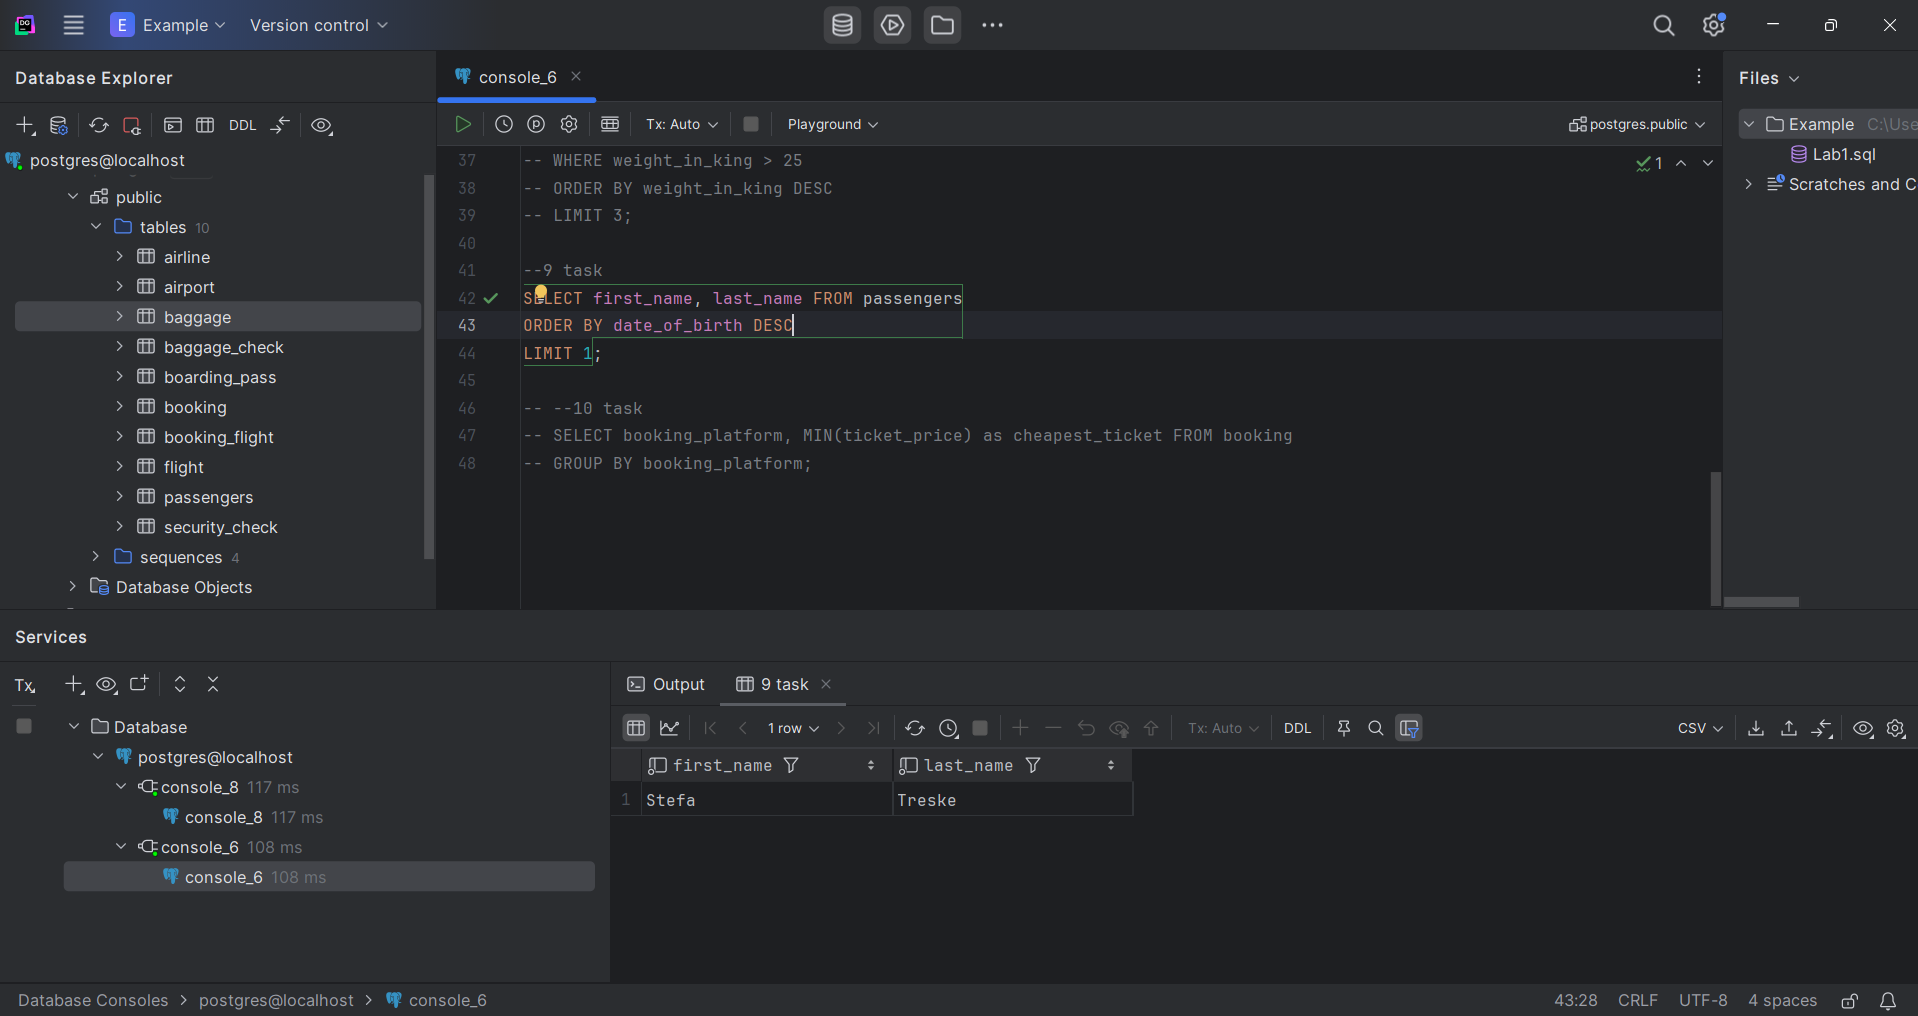 E Example Version control
Database Explorer
console_6
Files
DDL
Tx: Auto
Playground
postgres.public
Example C:\Use
postgres@localhost
Lab1.sql
public
Scratches and C
tables 10
airline
airport
baggage
baggage_check
boarding_pass
booking
booking_flight
flight
passengers
security_check
sequences 4
Database Objects
1
37 -- WHERE weight_in_king > 25
38 -- ORDER BY weight_in_king DESC
39 -- LIMIT 3;
40
41 --9 task
42 SELECT first_name, last_name FROM passengers
43 ORDER BY date_of_birth DESC
44 LIMIT 1;
45
46 -- --10 task
47 -- SELECT booking_platform, MIN(ticket_price) as cheapest_ticket FROM booking
48 -- GROUP BY booking_platform;
Services
Tx
Database
postgres@localhost
console_8 117 ms
console_8 117 ms
console_6 108 ms
console_6 108 ms
Output
9 task
1 row
Tx: Auto
DDL
CSV
first_name last_name
1 Stefa Treske
Database Consoles > postgres@localhost > console_6
43:28 CRLF UTF-8 4 spaces